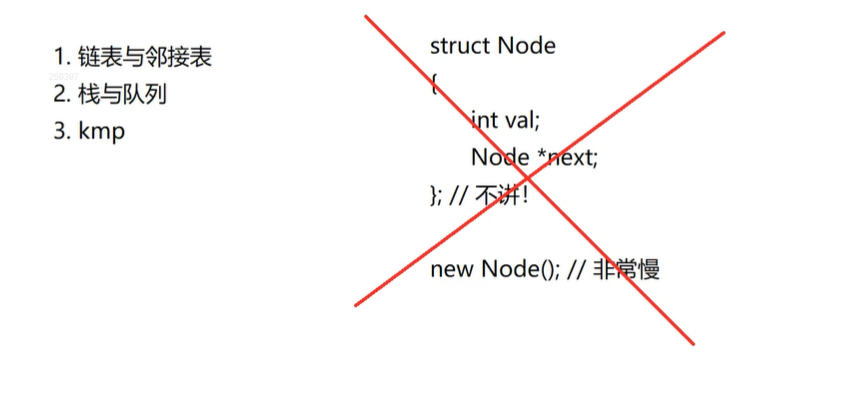 1. 链表与邻接表
250397
2. 栈与队列
3. kmp
struct Node
{
int val;
Node *next;
}; // 不讲!
new Node(); // 非常慢